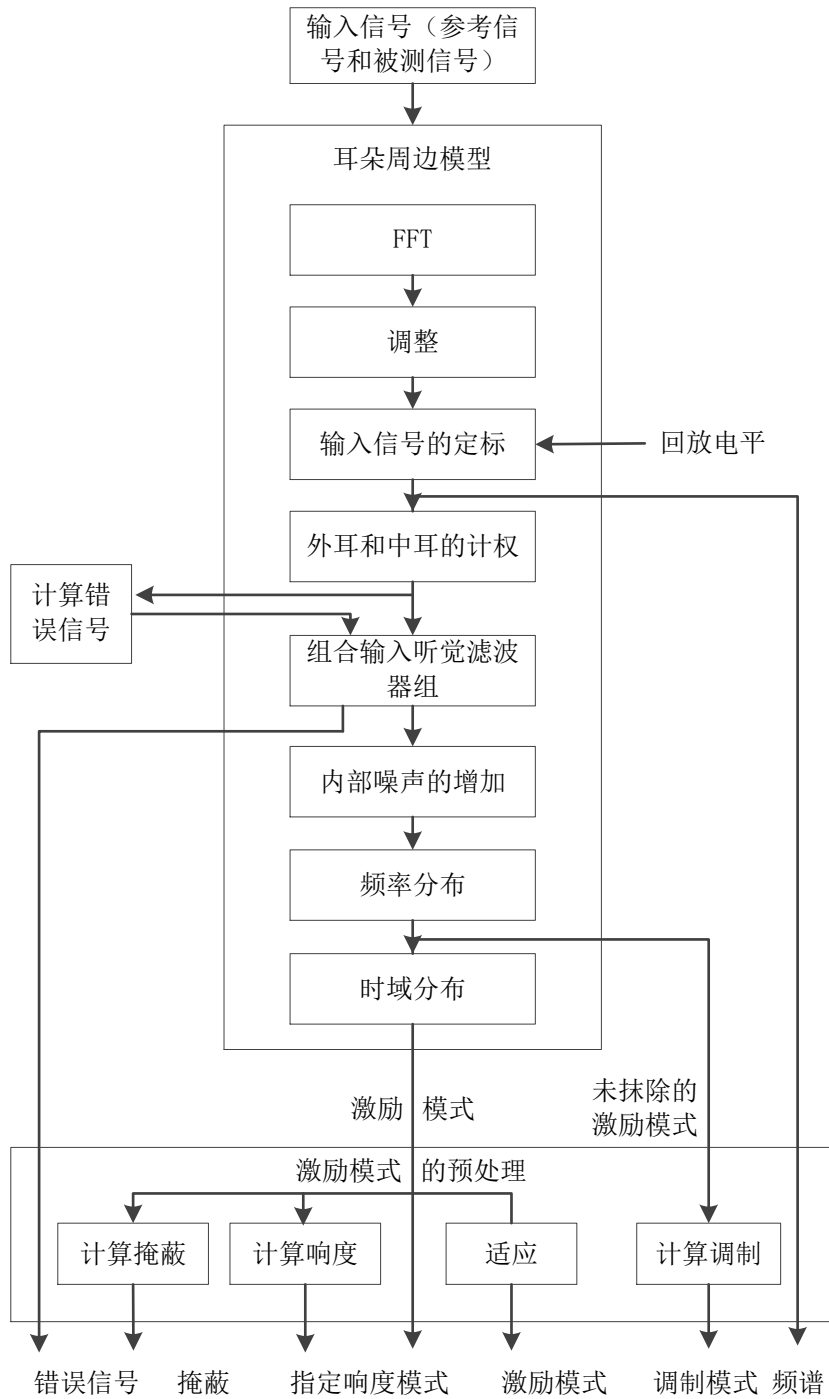 输入信号（参考信
号和被测信号）
耳朵周边模型
FFT
调整
输入信号的定标
回放电平
外耳和中耳的计权
计算错
误信号
组合输入听觉滤波
器组
内部噪声的增加
频率分布
时域分布
激励 模式
未抹除的
激励模式
激励模式 的预处理
计算掩蔽
计算响度
适应
计算调制
错误信号
掩蔽
指定响度模式
激励模式
调制模式
频谱